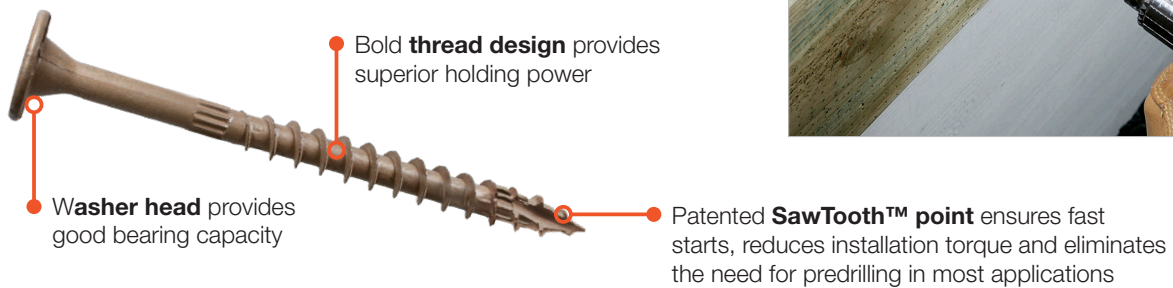 Bold thread design provides
superior holding power
Washer head provides
good bearing capacity
Patented SawTooth™ point ensures fast
starts, reduces installation torque and eliminates
the need for predrilling in most applications